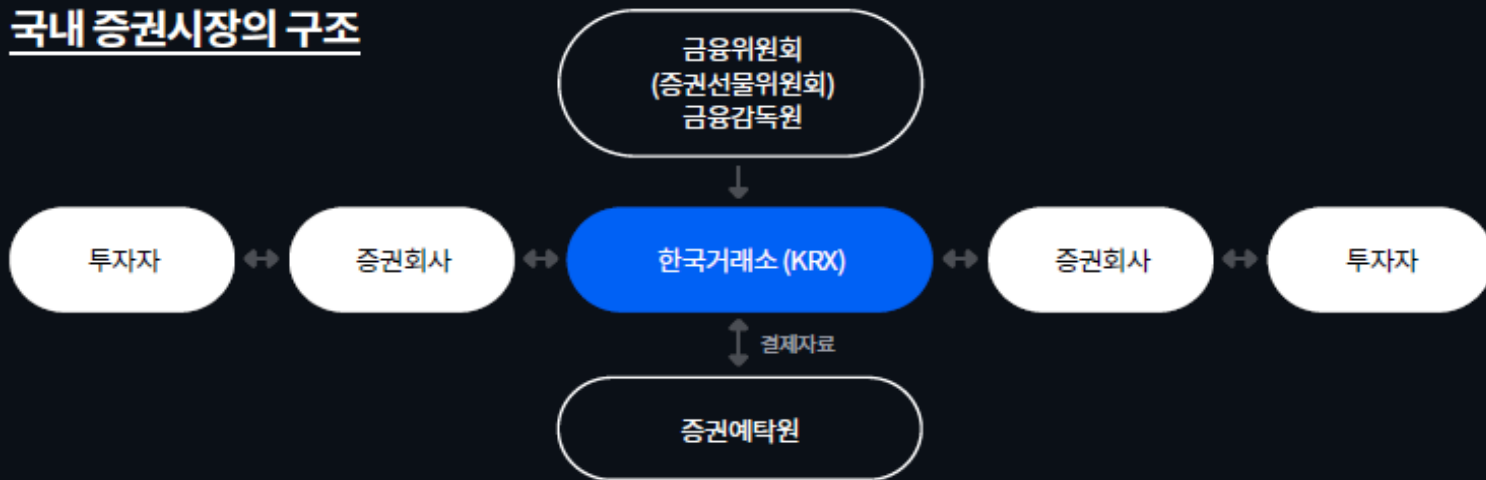 국내 증권시장의 구조
금융위원회
(증권선물위원회)
금융감독원
투자자
증권회사
한국거래소 (KRX)
증권회사
투자자
결제자료
증권예탁원